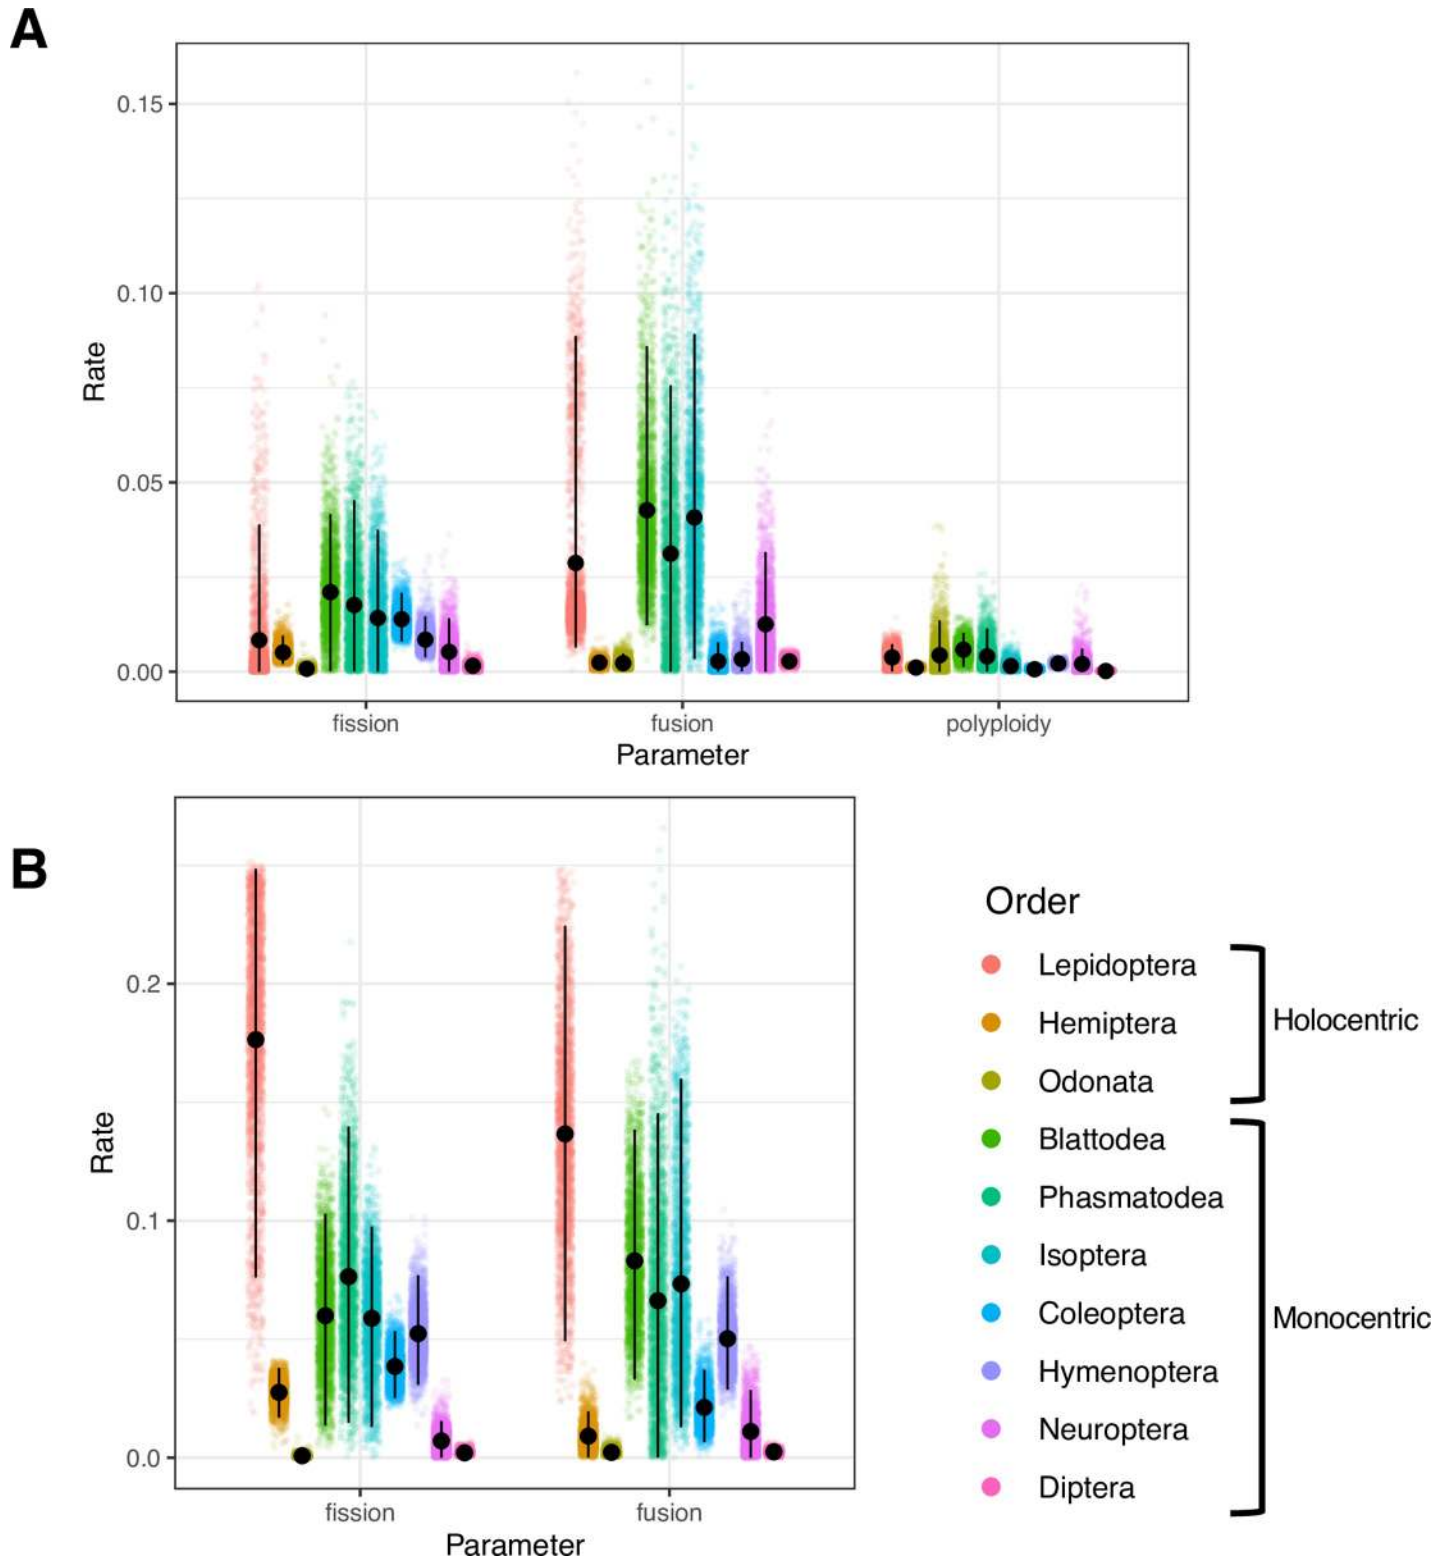 A
0.15
0.10
0.05
0.00
Rate
fission fusion polyploidy
Parameter
B
0.2
0.1
0.0
Rate
fission fusion
Parameter
Order
Lepidoptera
Hemiptera
Odonata
Holocentric
Blattodea
Phasmatodea
Isoptera
Coleoptera
Hymenoptera
Neuroptera
Diptera
Monocentric